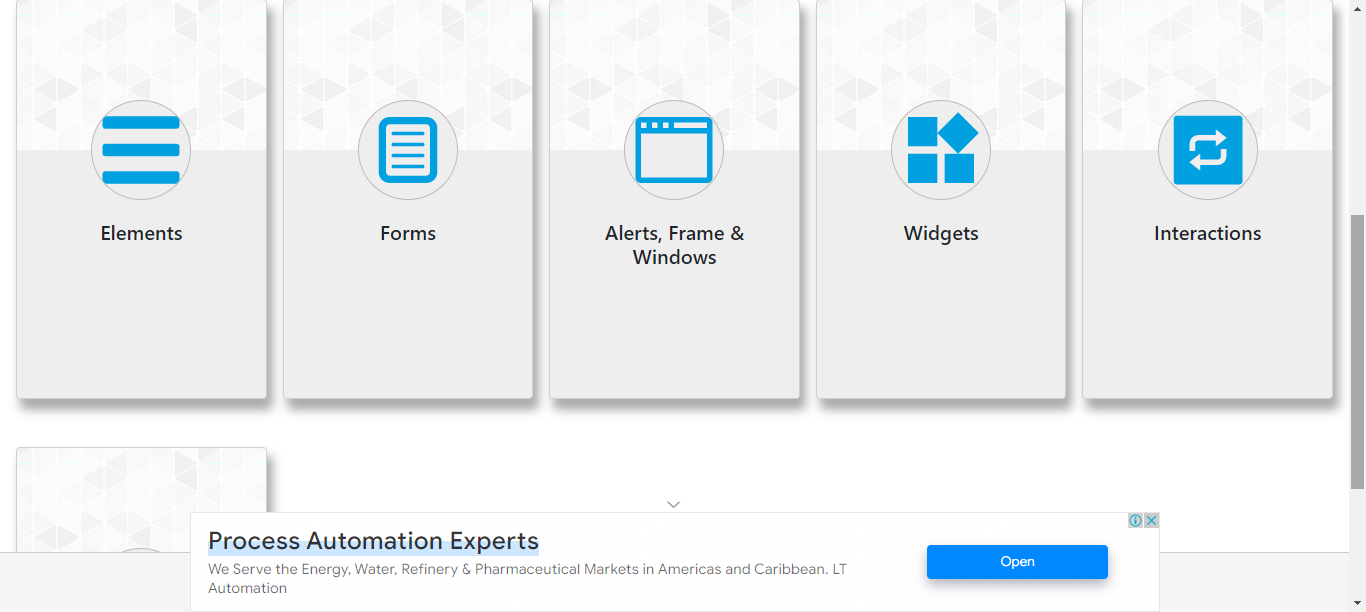 Elements
Forms
Alerts, Frame &
Windows
Widgets
Interactions
Process Automation Experts
We Serve the Energy, Water, Refinery & Pharmaceutical Markets in Americas and Caribbean. LT
Automation
Open